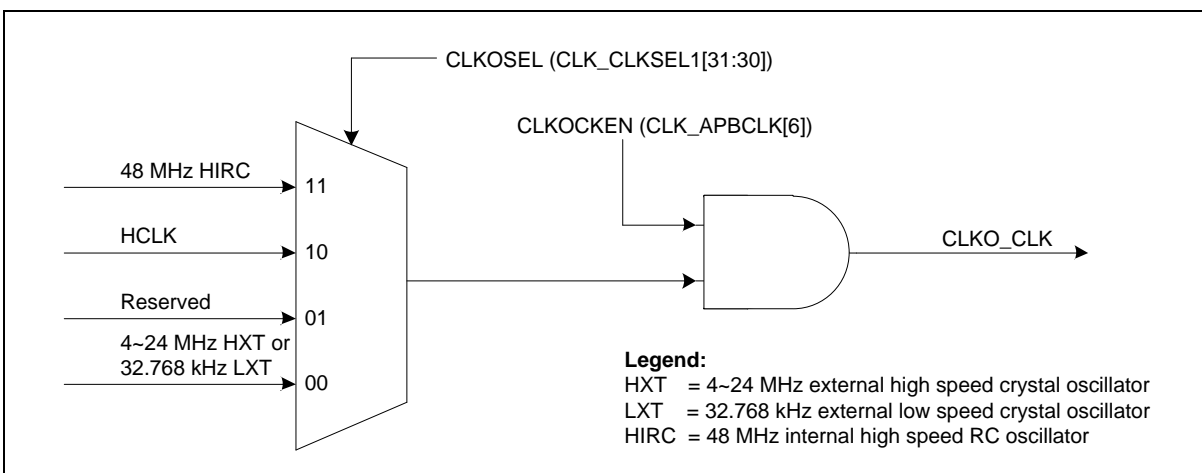 CLKOSEL (CLK_CLKSEL1[31:30])
CLKOCKEN (CLK_APBCLK[6])
48 MHz HIRC
11
HCLK
10
CLKO_CLK
Reserved
01
4~24 MHz HXT or
32.768 kHz LXT
00
Legend:
HXT = 4~24 MHz external high speed crystal oscillator
LXT = 32.768 kHz external low speed crystal oscillator
HIRC = 48 MHz internal high speed RC oscillator